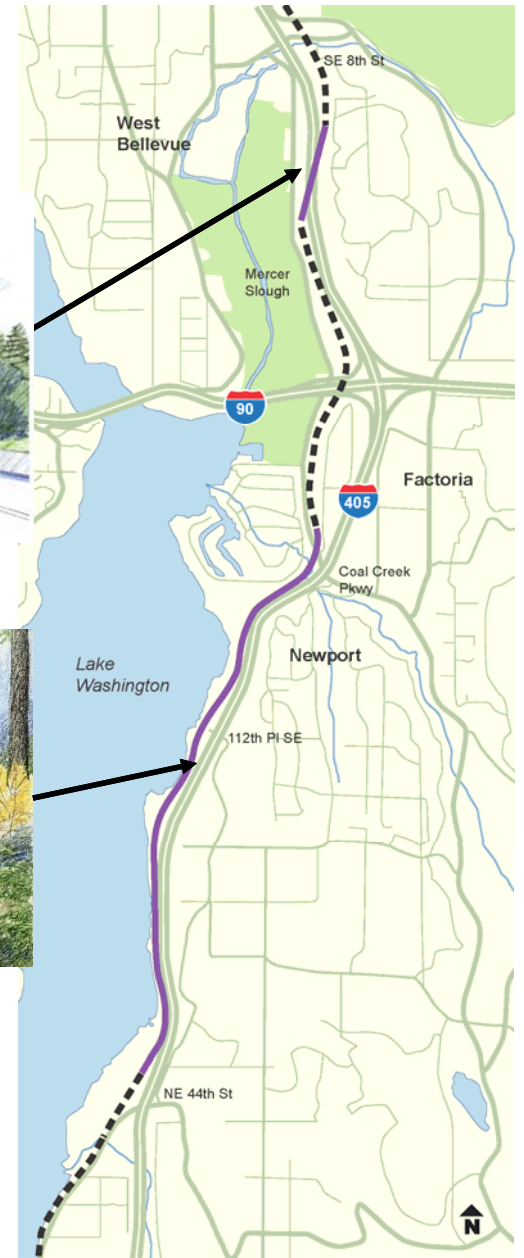 SE 8th St
West
Bellevue
Mercer
Slough
90
405
Factoria
Coal Creek
Pkwy
Newport
Lake
Washington
112th Pl SE
NE 44th St
N